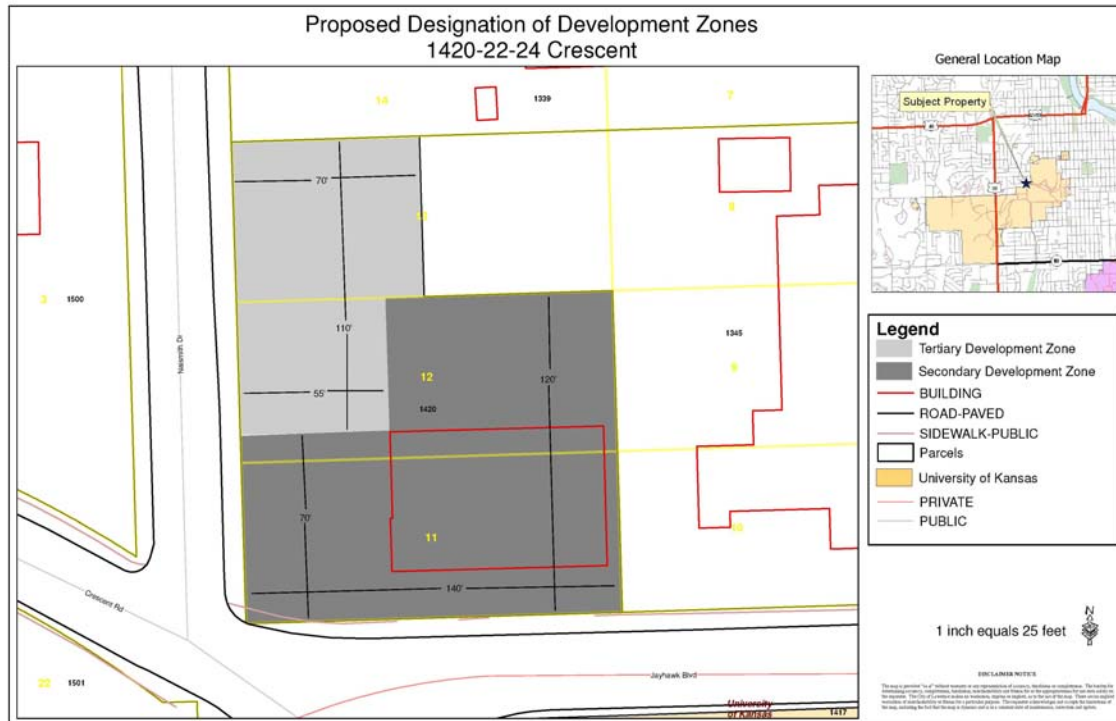 Proposed Designation of Development Zones
1420-22-24 Crescent
General Location Map
Subject Property
14
1339
7
70'
13
8
3
1500
Naismith Dr
110'
1345
12
120'
9
55'
1420
70'
11
10
140'
Crescent Rd
Jayhawk Blvd
22
1501
University
of Kansas
1417
Legend
Tertiary Development Zone
Secondary Development Zone
BUILDING
ROAD-PAVED
SIDEWALK-PUBLIC
Parcels
University of Kansas
PRIVATE
PUBLIC
1 inch equals 25 feet
DISCLAIMER NOTICE